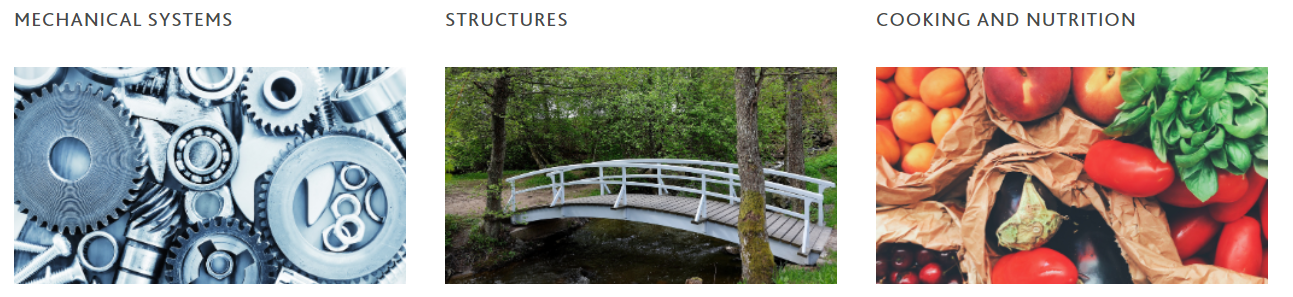 MECHANICAL SYSTEMS
STRUCTURES
COOKING AND NUTRITION